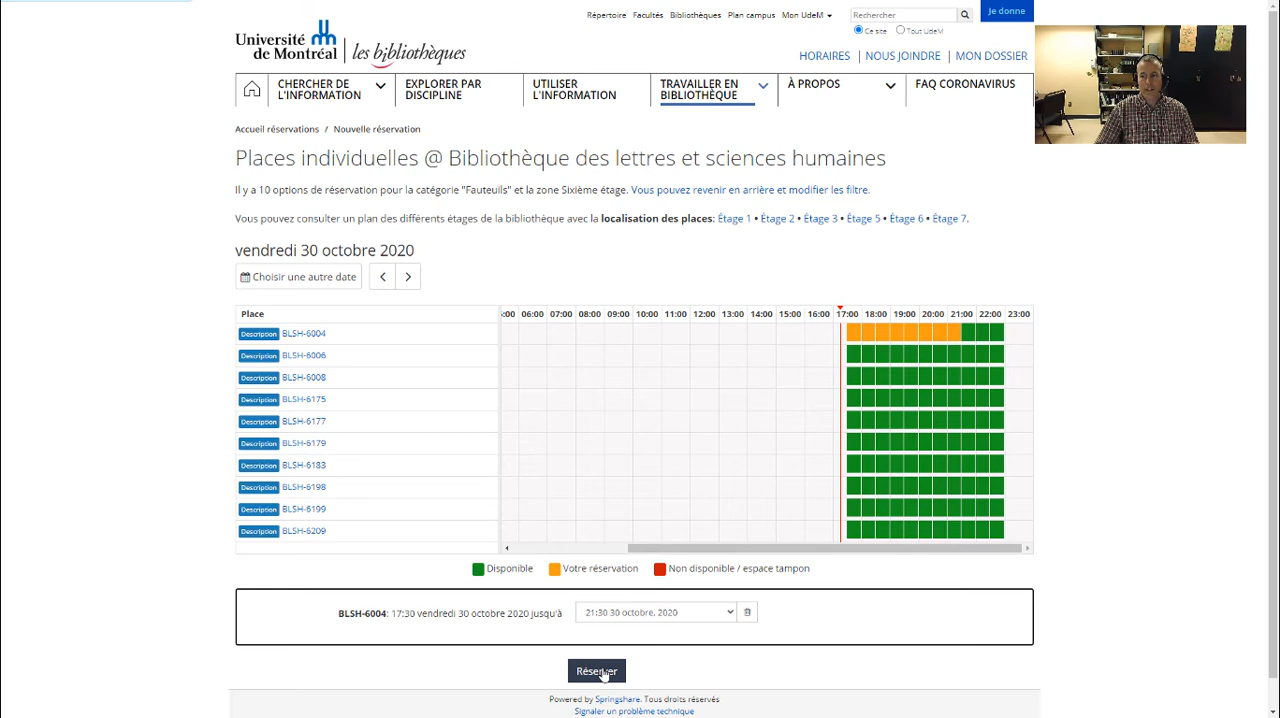 Répertoire Facultés Bibliothèques Plan campus Mon UdeM Rechercher Je donne
Ce site Tout UdeM
Université
de Montréal les bibliothèques
HORAIRES NOUS JOINDRE MON DOSSIER
CHERCHER DE
L'INFORMATION
EXPLORER PAR
DISCIPLINE
UTILISER
L'INFORMATION
TRAVAILLER EN
BIBLIOTHÈQUE
À PROPOS
FAQ CORONAVIRUS
Accueil réservations / Nouvelle réservation
Places individuelles @ Bibliothèque des lettres et sciences humaines
Il y a 10 options de réservation pour la catégorie "Fauteuils" et la zone Sixième étage. Vous pouvez revenir en arrière et modifier les filtre.
Vous pouvez consulter un plan des différents étages de la bibliothèque avec la localisation des places: Étage 1 • Étage 2 • Étage 3 • Étage 5 • Étage 6 • Étage 7.
vendredi 30 octobre 2020
Choisir une autre date < >
Place :00 06:00 07:00 08:00 09:00 10:00 11:00 12:00 13:00 14:00 15:00 16:00 17:00 18:00 19:00 20:00 21:00 22:00 23:00
Description BLSH-6004
Description BLSH-6006
Description BLSH-6008
Description BLSH-6175
Description BLSH-6177
Description BLSH-6179
Description BLSH-6183
Description BLSH-6198
Description BLSH-6199
Description BLSH-6209
Disponible Votre réservation Non disponible / espace tampon
BLSH-6004: 17:30 vendredi 30 octobre 2020 jusqu'à 21:30 30 octobre, 2020
Réserver
Powered by Springshare. Tous droits réservés
Signaler un problème technique